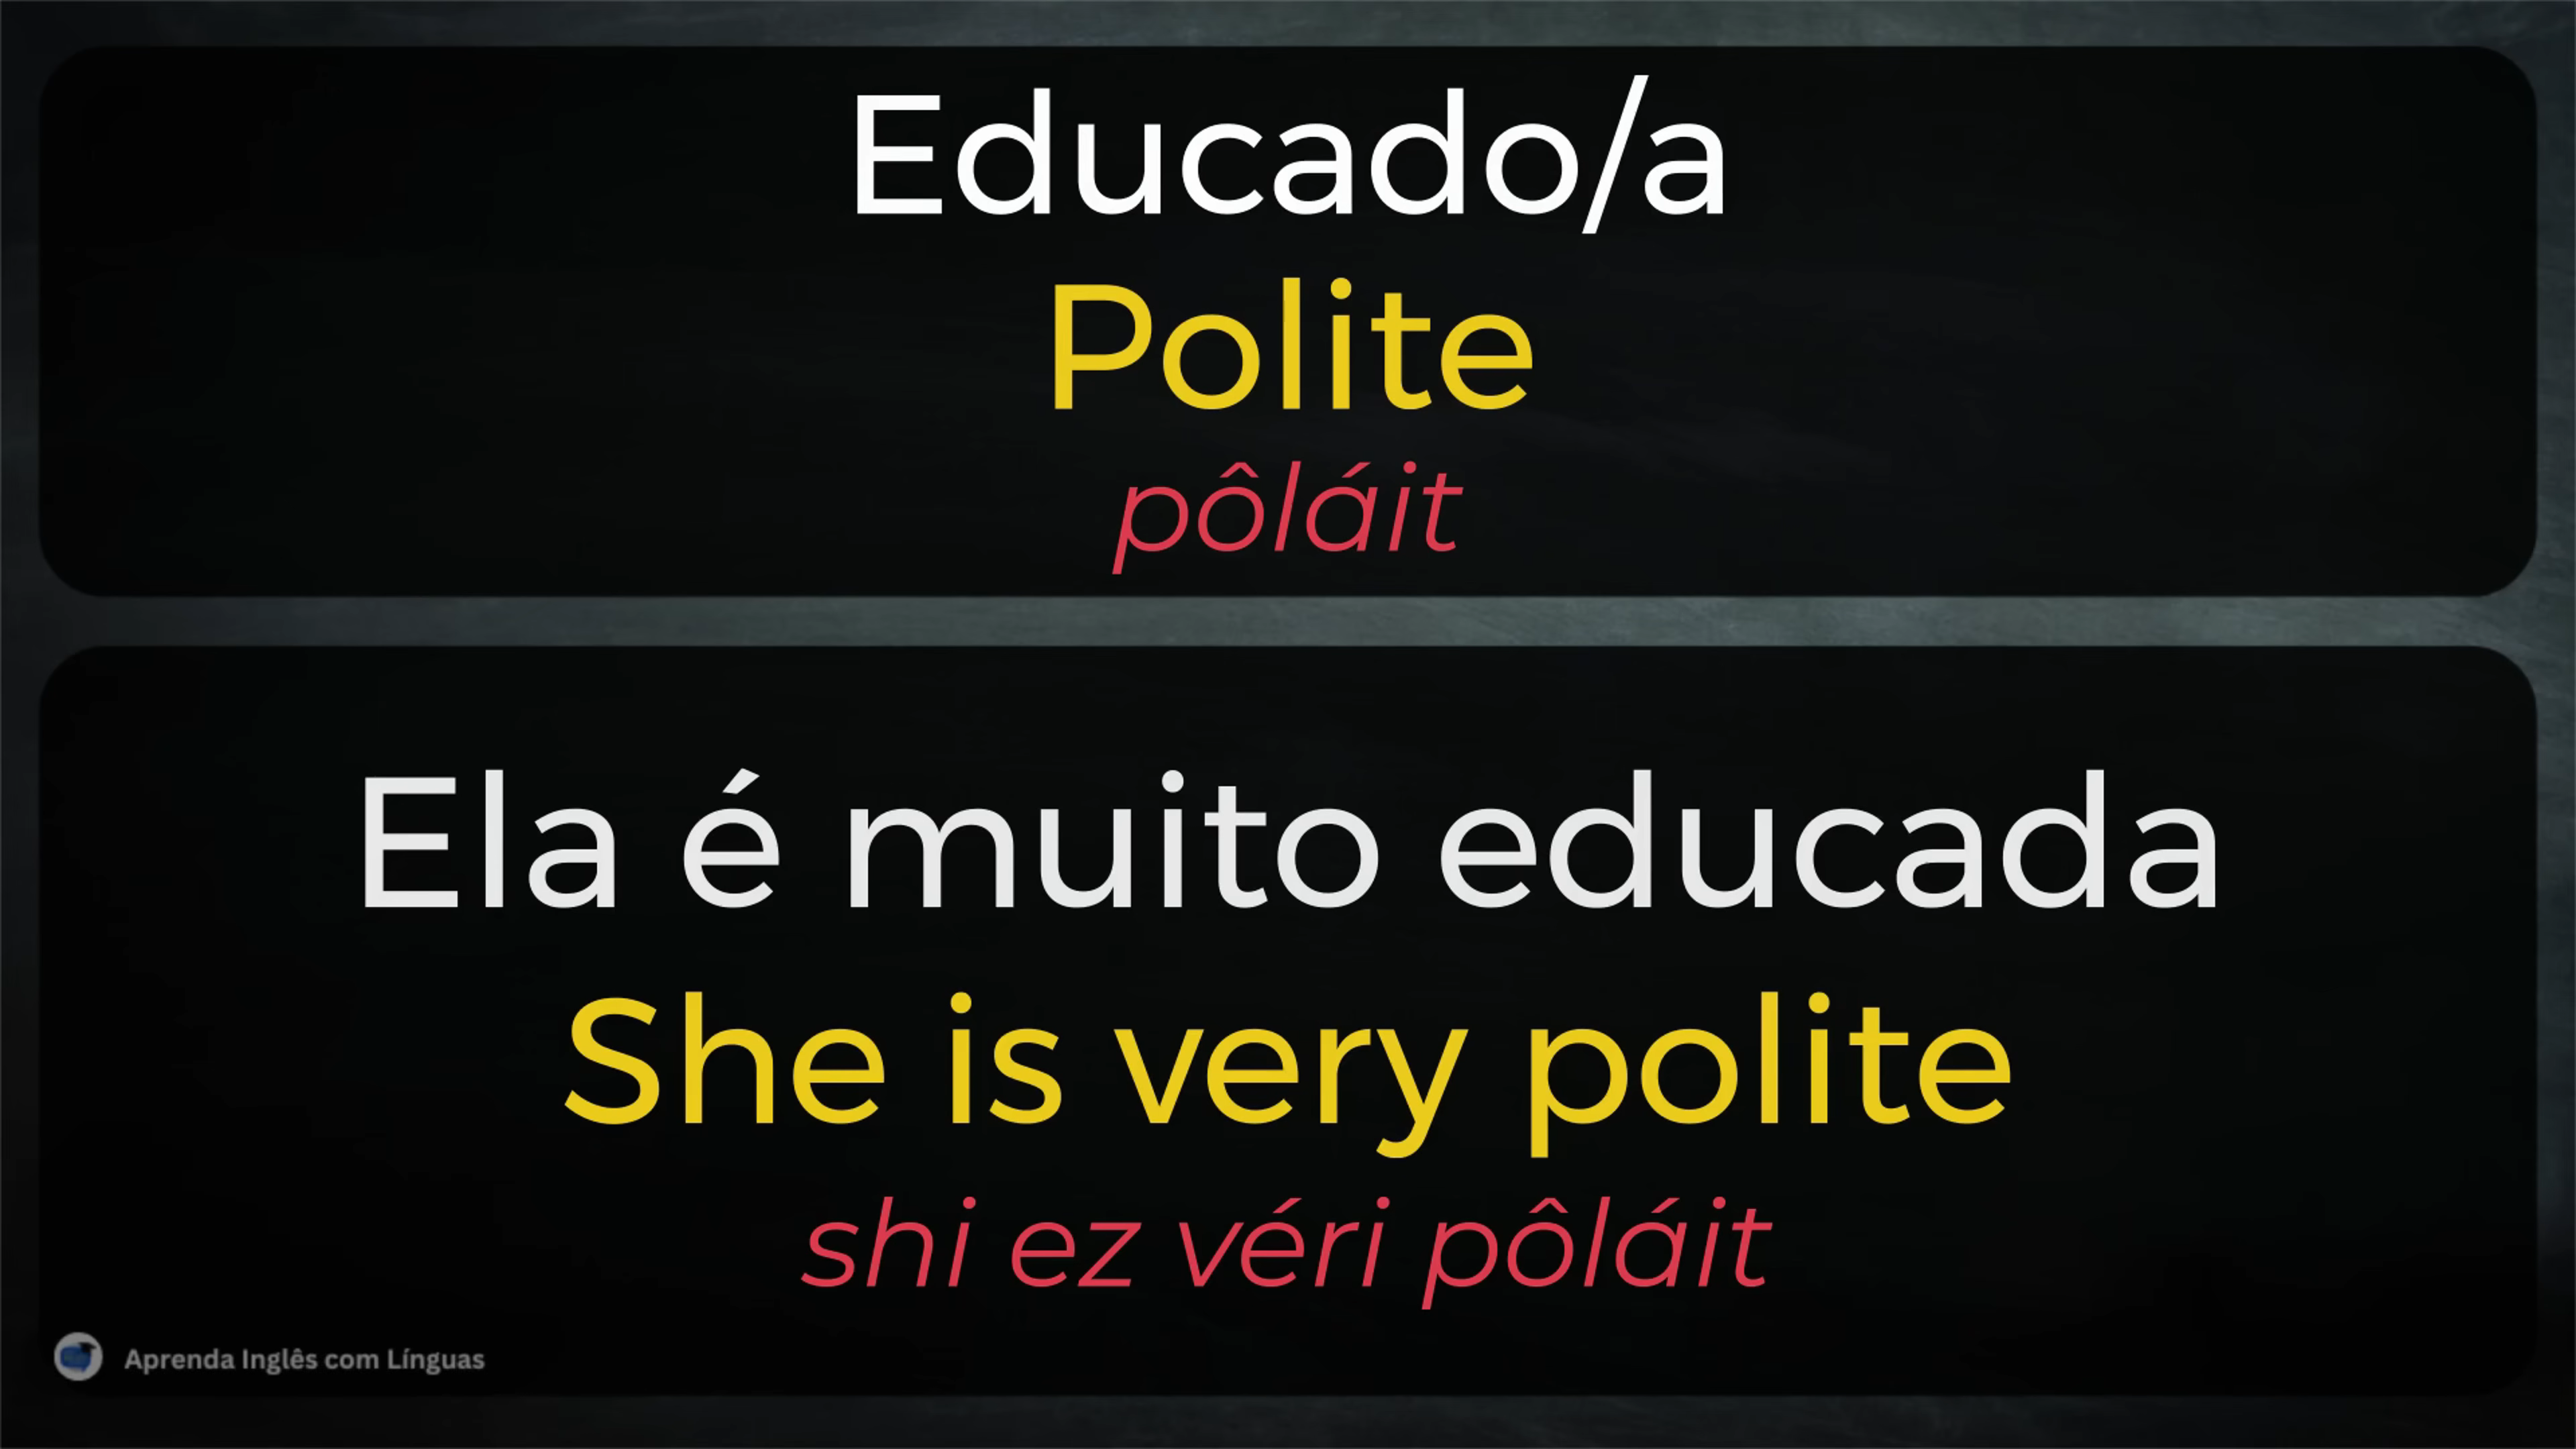 Educado/a
Polite
pôláit
Ela é muito educada
She is very polite
shi ez véri pôláit
Aprenda Inglês com Línguas